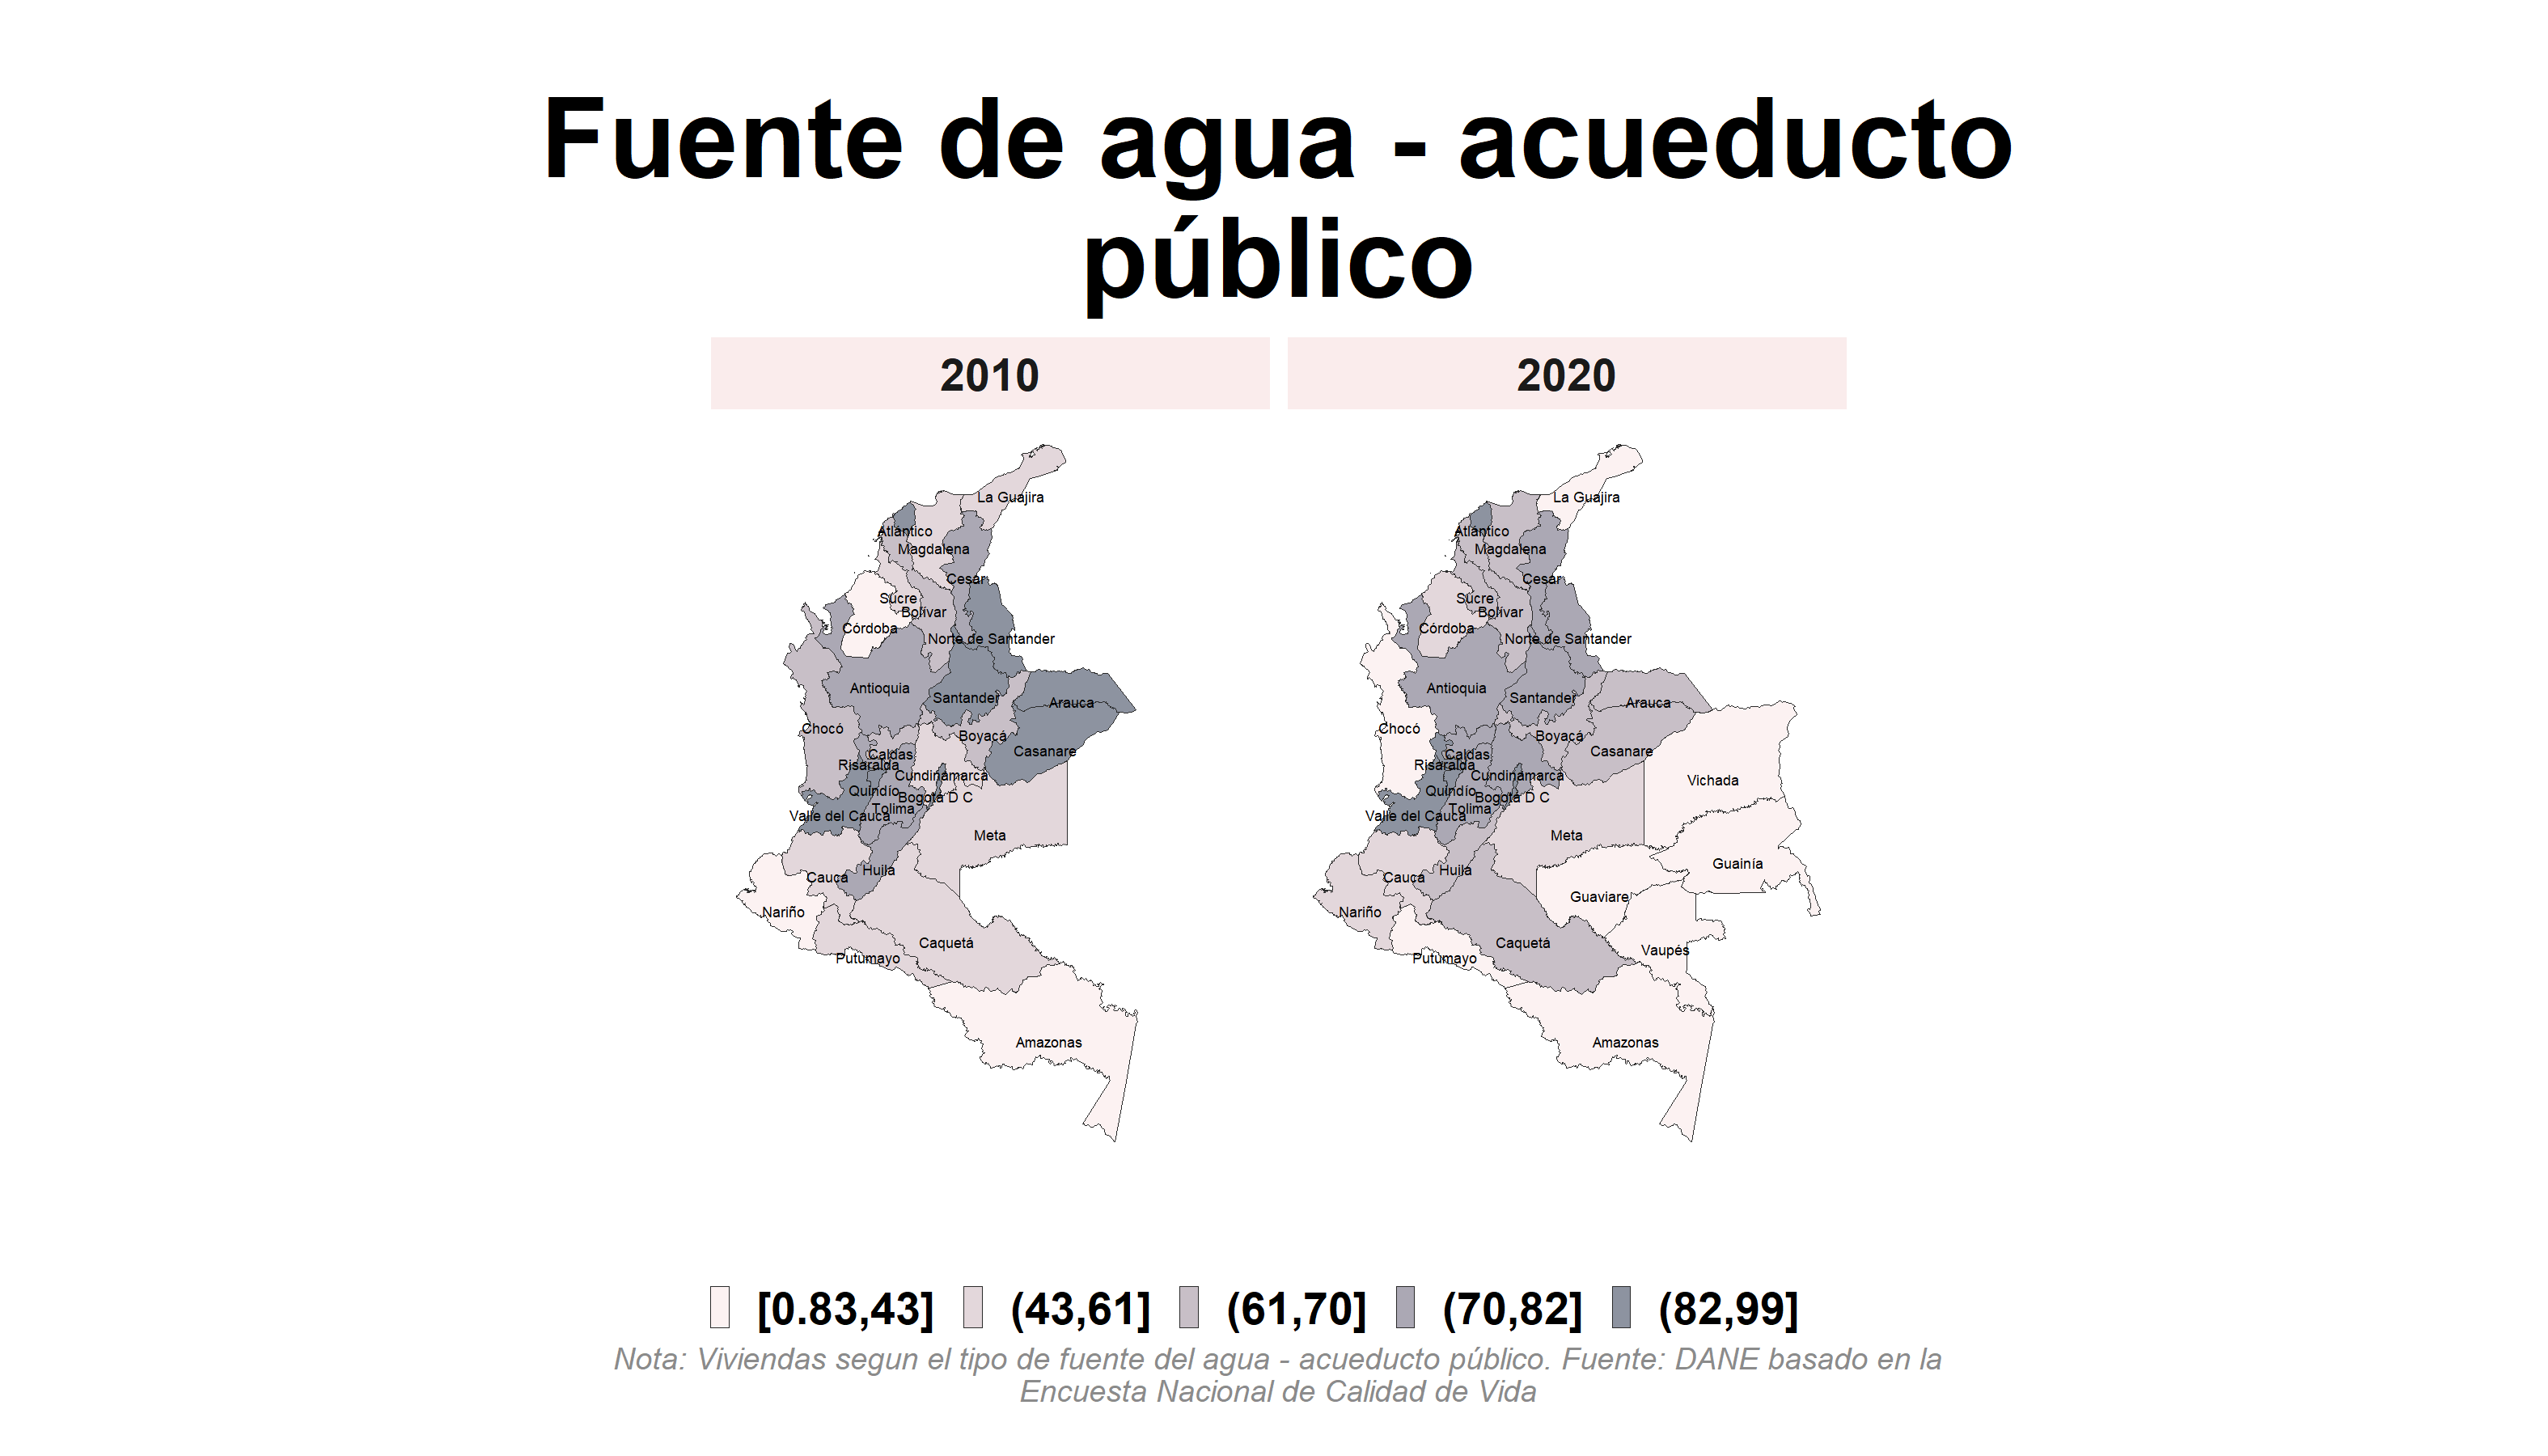 Fuente de agua - acueducto
público
2010
2020
La Guajira
Atlántico
Magdalena
Cesar
Sucre
Bolívar
Córdoba
Norte de Santander
Antioquia
Santander
Arauca
Chocó
Boyacá
Caldas
Casanare
Risaralda
Cundinamarca
Quindío
Bogotá D C
Tolima
Valle del Cauca
Meta
Huila
Cauca
Nariño
Caquetá
Putumayo
Amazonas
La Guajira
Atlántico
Magdalena
Cesar
Sucre
Bolívar
Córdoba
Norte de Santander
Antioquia
Santander
Arauca
Chocó
Boyacá
Caldas
Casanare
Risaralda
Cundinamarca
Vichada
Quindío
Bogotá D C
Tolima
Valle del Cauca
Meta
Guainía
Huila
Cauca
Guaviare
Nariño
Caquetá
Vaupés
Putumayo
Amazonas
[0.83,43] (43,61] (61,70] (70,82] (82,99]
Nota: Viviendas segun el tipo de fuente del agua - acueducto público. Fuente: DANE basado en la
Encuesta Nacional de Calidad de Vida